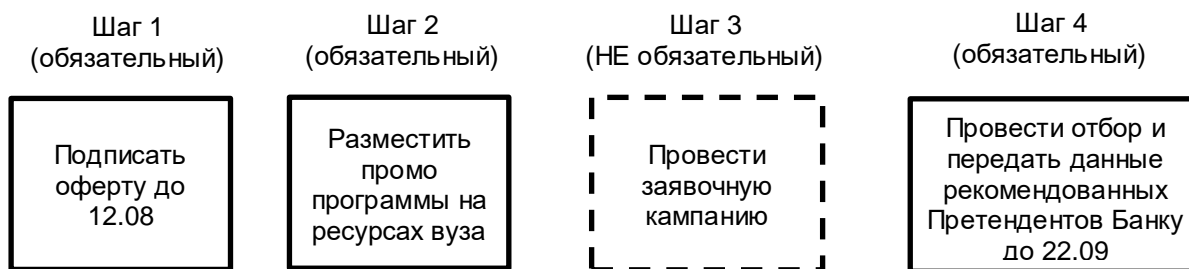 Шаг 1
(обязательный)
Подписать
оферту до
12.08
Шаг 2
(обязательный)
Разместить
промо
программы на
ресурсах вуза
Шаг 3
(НЕ обязательный)
Провести
заявочную
кампанию
Шаг 4
(обязательный)
Провести отбор и
передать данные
рекомендованных
Претендентов Банку
до 22.09